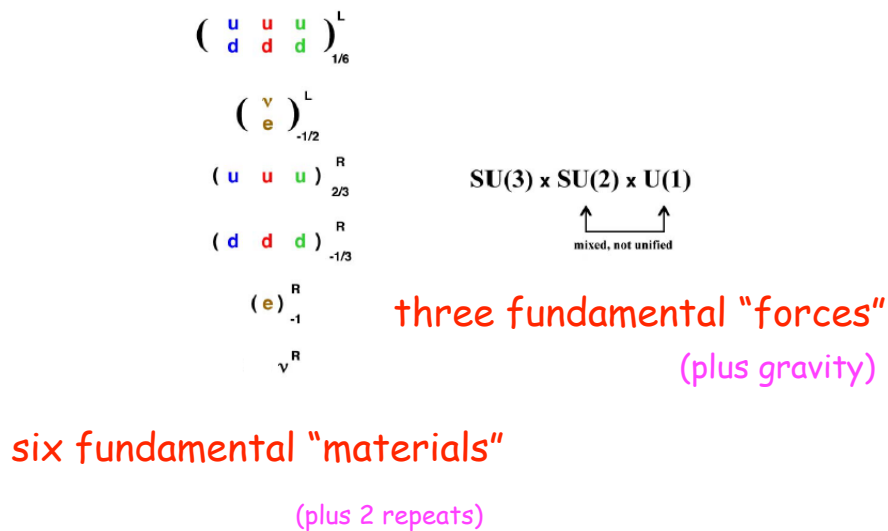 ( u u u )L
( d d d )1/6
( ν )L
( e )-1/2
( u u u )R 2/3
( d d d )R -1/3
( e )R -1
νR
SU(3) x SU(2) x U(1)
mixed, not unified
three fundamental “forces”
(plus gravity)
six fundamental “materials”
(plus 2 repeats)